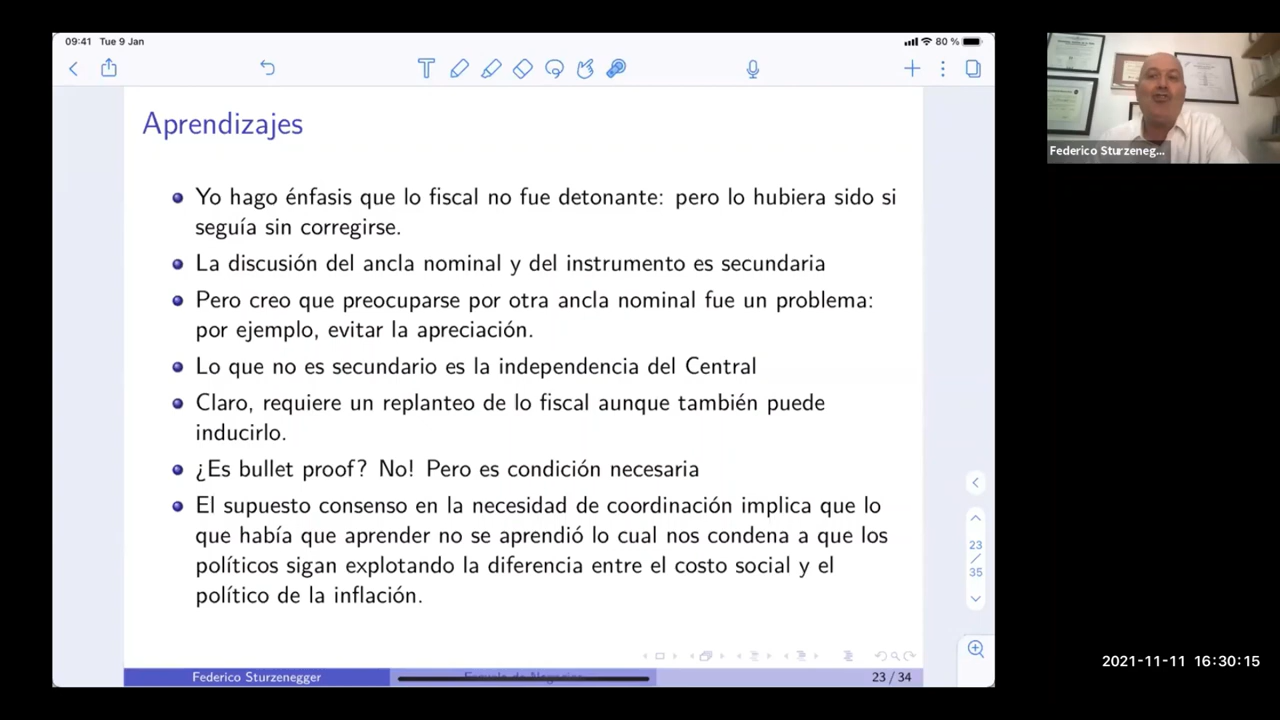 09:41 Tue 9 Jan
80 %
Aprendizajes
Yo hago énfasis que lo fiscal no fue detonante: pero lo hubiera sido si
seguía sin corregirse.
La discusión del ancla nominal y del instrumento es secundaria
Pero creo que preocuparse por otra ancla nominal fue un problema:
por ejemplo, evitar la apreciación.
Lo que no es secundario es la independencia del Central
Claro, requiere un replanteo de lo fiscal aunque también puede
inducirlo.
¿Es bullet proof? No! Pero es condición necesaria
El supuesto consenso en la necesidad de coordinación implica que lo
que había que aprender no se aprendió lo cual nos condena a que los
políticos sigan explotando la diferencia entre el costo social y el
político de la inflación.
23
/
35
Federico Sturzenegger
23 / 34
Federico Sturzeneg...
2021-11-11 16:30:15